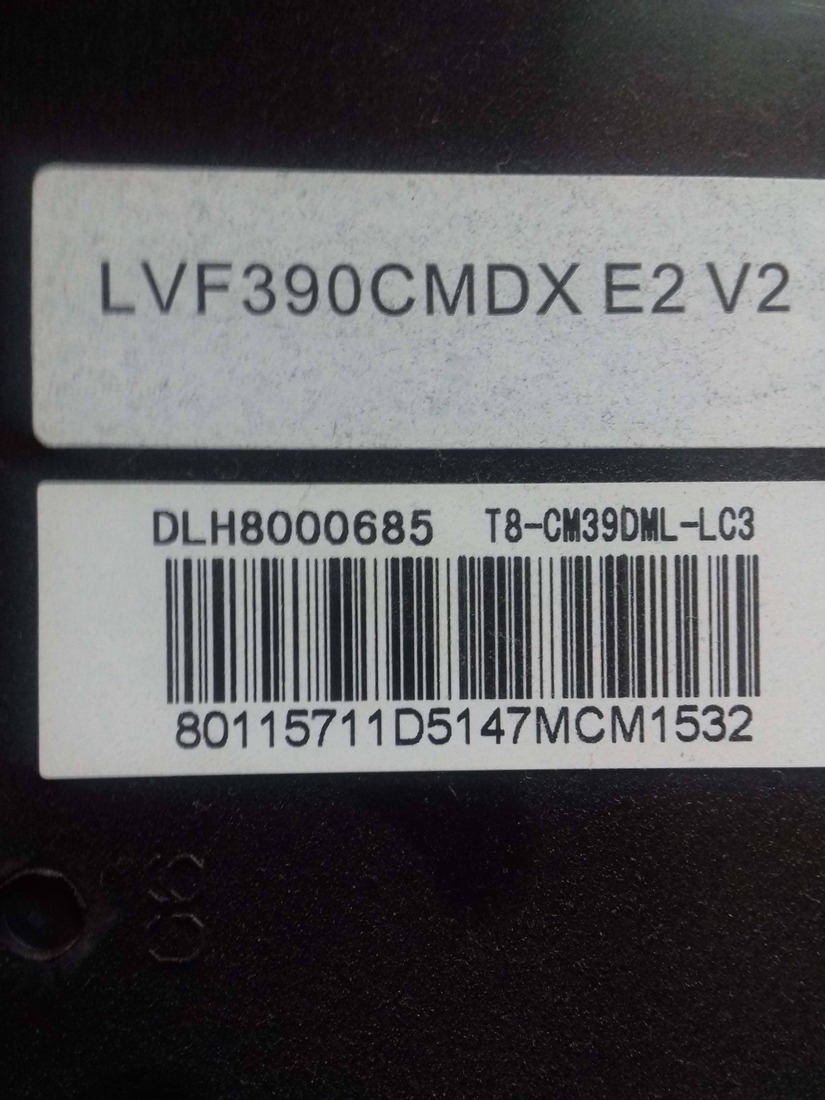 LVF390CMDX E2 V2
DLH8000685 T8-CM39DML-LC3
80115711D5147MCM1532